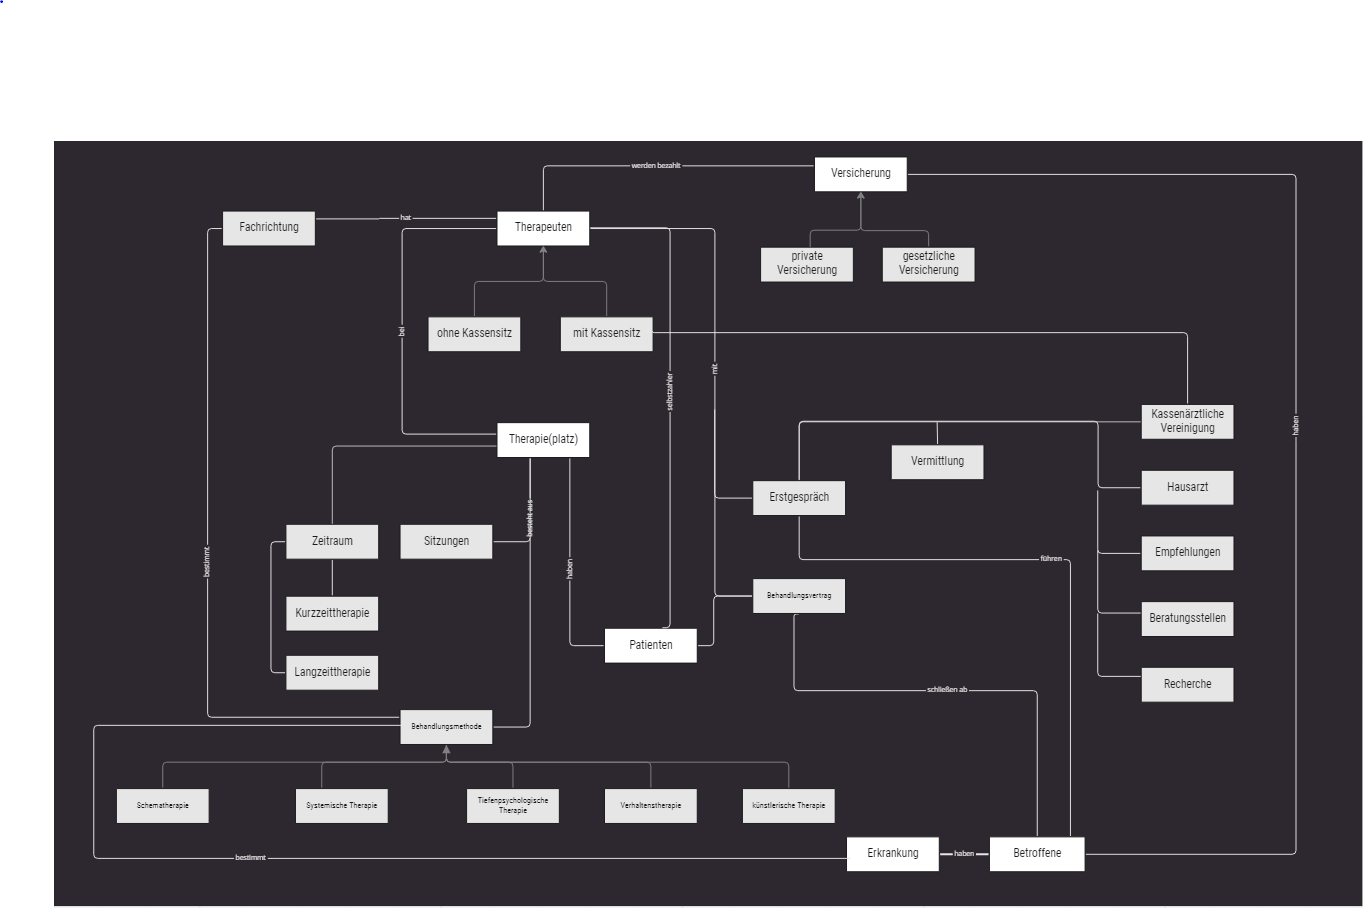 werden bezahlt
Versicherung
Fachrichtung
hat
Therapeuten
private
Versicherung
gesetzliche
Versicherung
bei
ohne Kassensitz
mit Kassensitz
selbstzahler
mit
haben
Kassenärztliche
Vereinigung
Therapie(platz)
Vermittlung
Erstgespräch
Hausarzt
besteht aus
Zeitraum
Sitzungen
bestimmt
haben
führen
Empfehlungen
Behandlungsvertrag
Kurzzeittherapie
Beratungsstellen
Patienten
Langzeittherapie
Recherche
schließen ab
Behandlungsmethode
Schematherapie
Systemische Therapie
Tiefenpsychologische
Therapie
Verhaltenstherapie
künstlerische Therapie
bestimmt
Erkrankung
haben
Betroffene